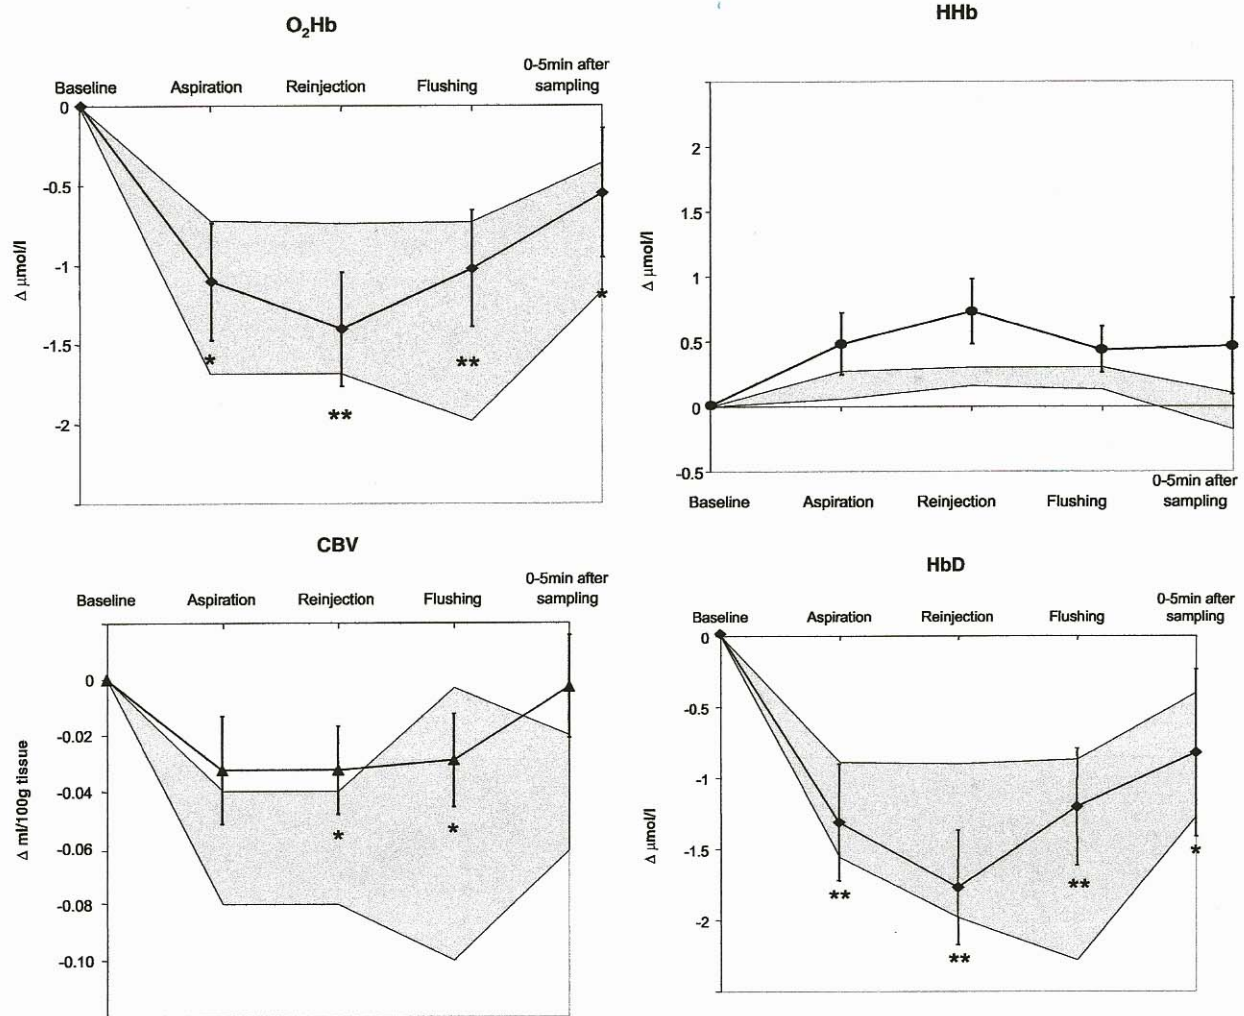 O₂Hb
0-5min after
Baseline Aspiration Reinjection Flushing sampling
0
-0.5
-1
-1.5
-2
Δ μmol/l
*
**
**
*
HHb
2
1.5
1
0.5
0
-0.5
Δ μmol/l
0-5min after
Baseline Aspiration Reinjection Flushing sampling
CBV
0-5min after
Baseline Aspiration Reinjection Flushing sampling
0
-0.02
-0.04
-0.06
-0.08
-0.10
Δ ml/100g tissue
*
*
HbD
0-5min after
Baseline Aspiration Reinjection Flushing sampling
0
-0.5
-1
-1.5
-2
Δ μmol/l
**
**
**
*